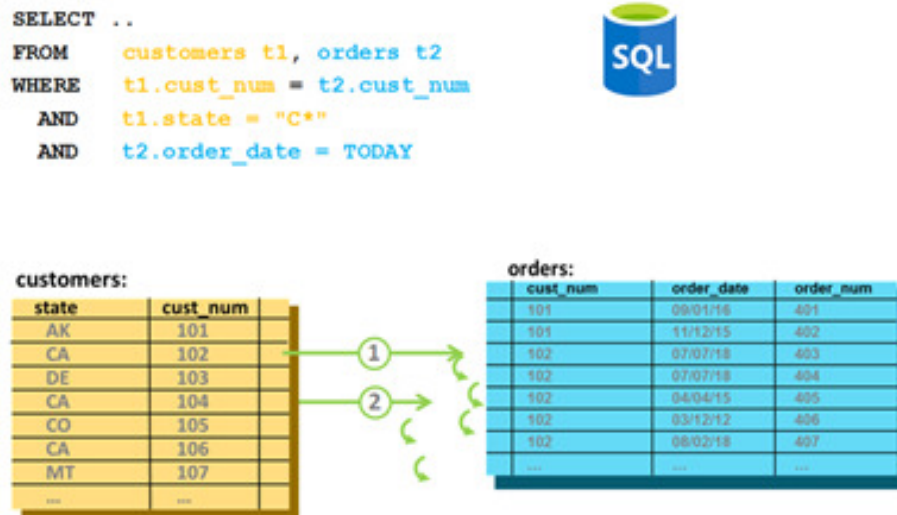 SELECT ..
FROM customers t1, orders t2
WHERE t1.cust_num = t2.cust_num
AND t1.state = "C*"
AND t2.order_date = TODAY
SQL
customers:
state cust_num
AK 101
CA 102
DE 103
CA 104
CO 105
CA 106
MT 107
... ...
1
2
orders:
cust_num order_date order_num
101 09/01/16 401
101 11/12/15 402
102 07/07/18 403
102 07/07/18 404
102 04/04/15 405
102 03/12/12 406
102 08/02/18 407
... ... ...